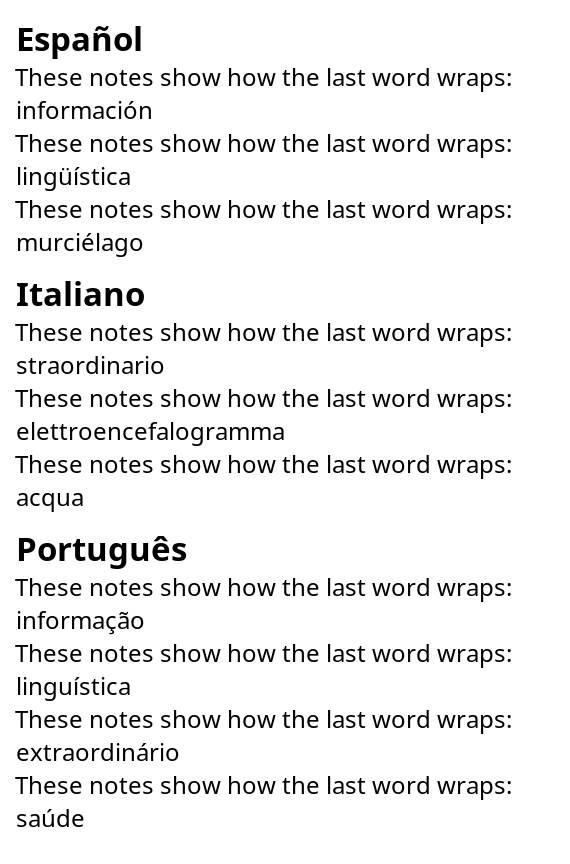 Español
These notes show how the last word wraps:
información
These notes show how the last word wraps:
lingüística
These notes show how the last word wraps:
murciélago
Italiano
These notes show how the last word wraps:
straordinario
These notes show how the last word wraps:
elettroencefalogramma
These notes show how the last word wraps:
acqua
Português
These notes show how the last word wraps:
informação
These notes show how the last word wraps:
linguística
These notes show how the last word wraps:
extraordinário
These notes show how the last word wraps:
saúde